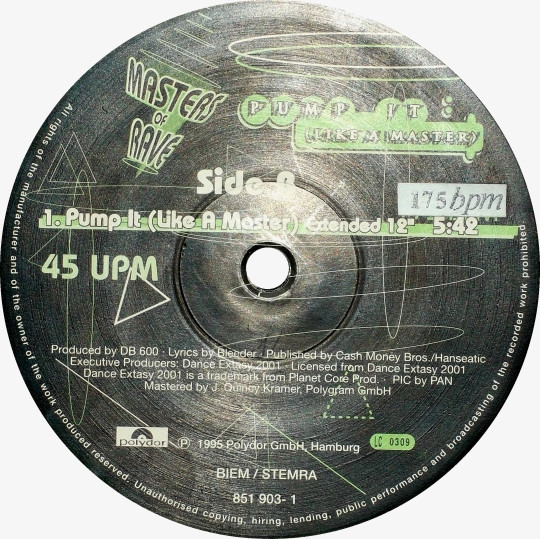 MASTERS
OF
RAVE
PUMP IT:
(LIKE A MASTER)
Side
175bpm
1. Pump It (Like A Master) Extended 12" 5:42
45 UPM
Produced by DB 600 · Lyrics by Blender · Published by Cash Money Bros./Hanseatic
Executive Producers: Dance Extasy 2001 · Licensed from Dance Extasy 2001
Dance Extasy 2001 is a trademark from Planet Core Prod. · PIC by PAN
Mastered by J. Quincy Kramer, Polygram GmbH
polydor
Ⓟ 1995 Polydor GmbH, Hamburg
LC 0309
BIEM / STEMRA
851 903-1
All rights of the manufacturer and of the owner of the work reproduced reserved. Unauthorised copying, hiring, lending, public performance and broadcasting of the recorded work prohibited